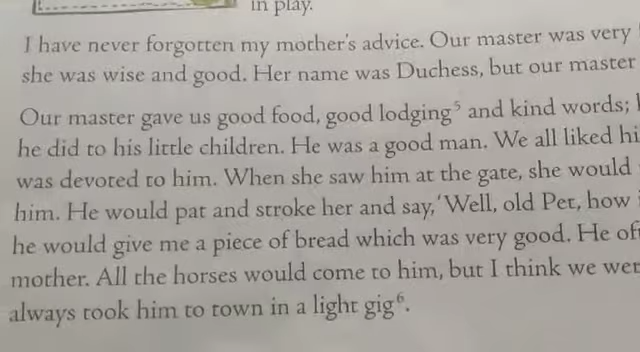 in play.
I have never forgotten my mother's advice. Our master was very
she was wise and good. Her name was Duchess, but our master
Our master gave us good food, good lodging⁵ and kind words;
he did to his little children. He was a good man. We all liked hi
was devoted to him. When she saw him at the gate, she would
him. He would pat and stroke her and say, 'Well, old Pet, how
he would give me a piece of bread which was very good. He of
mother. All the horses would come to him, but I think we wer
always took him to town in a light gig⁶.